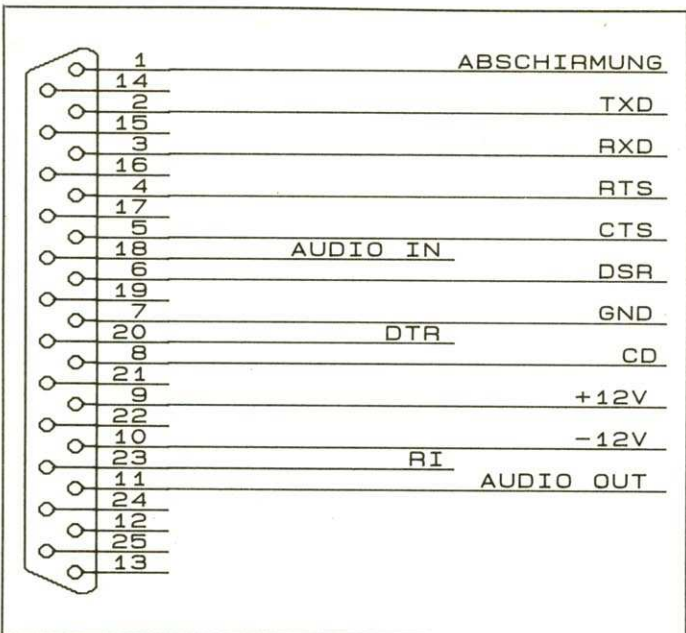 1 ABSCHIRMUNG
14
2 TXD
15
3 RXD
16
4 RTS
17
5 CTS
18 AUDIO IN
6 DSR
19
7 GND
20 DTR
8 CD
21
9 +12V
22
10 -12V
23 RI
11 AUDIO OUT
24
12
25
13